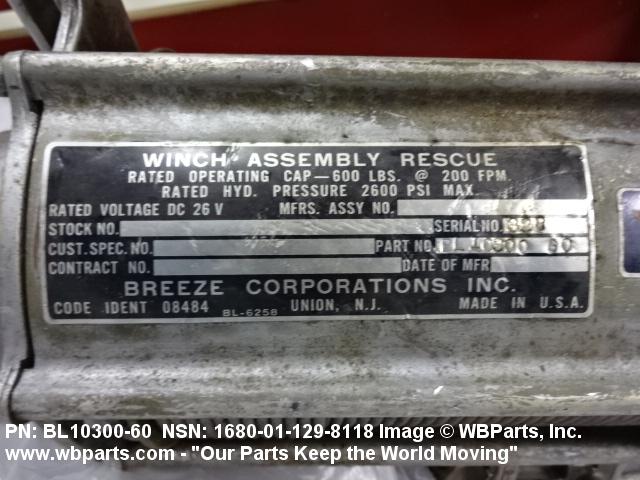 WINCH ASSEMBLY RESCUE
RATED OPERATING CAP—600 LBS. @ 200 FPM
RATED HYD. PRESSURE 2600 PSI MAX.
RATED VOLTAGE DC 26 V MFRS. ASSY NO.
STOCK NO. SERIAL NO.
CUST. SPEC. NO. PART NO.
CONTRACT NO. DATE OF MFR
BREEZE CORPORATIONS INC.
CODE IDENT 08484 BL-6258 UNION, N.J. MADE IN U.S.A.
PN: BL10300-60 NSN: 1680-01-129-8118 Image © WBParts, Inc.
www.wbparts.com - "Our Parts Keep the World Moving"